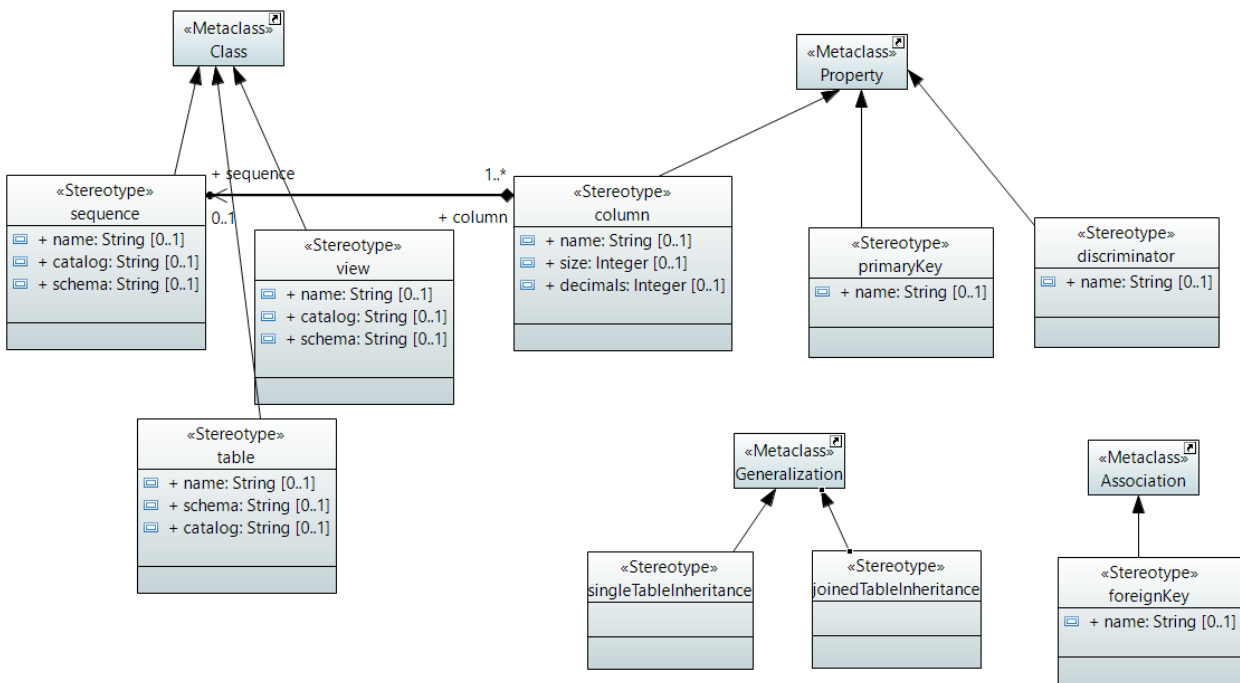 «Metaclass»
Class
«Metaclass»
Property
+ sequence
1..*
0..1
+ column
«Stereotype»
sequence
+ name: String [0..1]
+ catalog: String [0..1]
+ schema: String [0..1]
«Stereotype»
view
+ name: String [0..1]
+ catalog: String [0..1]
+ schema: String [0..1]
«Stereotype»
column
+ name: String [0..1]
+ size: Integer [0..1]
+ decimals: Integer [0..1]
«Stereotype»
primaryKey
+ name: String [0..1]
«Stereotype»
discriminator
+ name: String [0..1]
«Stereotype»
table
+ name: String [0..1]
+ schema: String [0..1]
+ catalog: String [0..1]
«Metaclass»
Generalization
«Metaclass»
Association
«Stereotype»
singleTableInheritance
«Stereotype»
joinedTableInheritance
«Stereotype»
foreignKey
+ name: String [0..1]